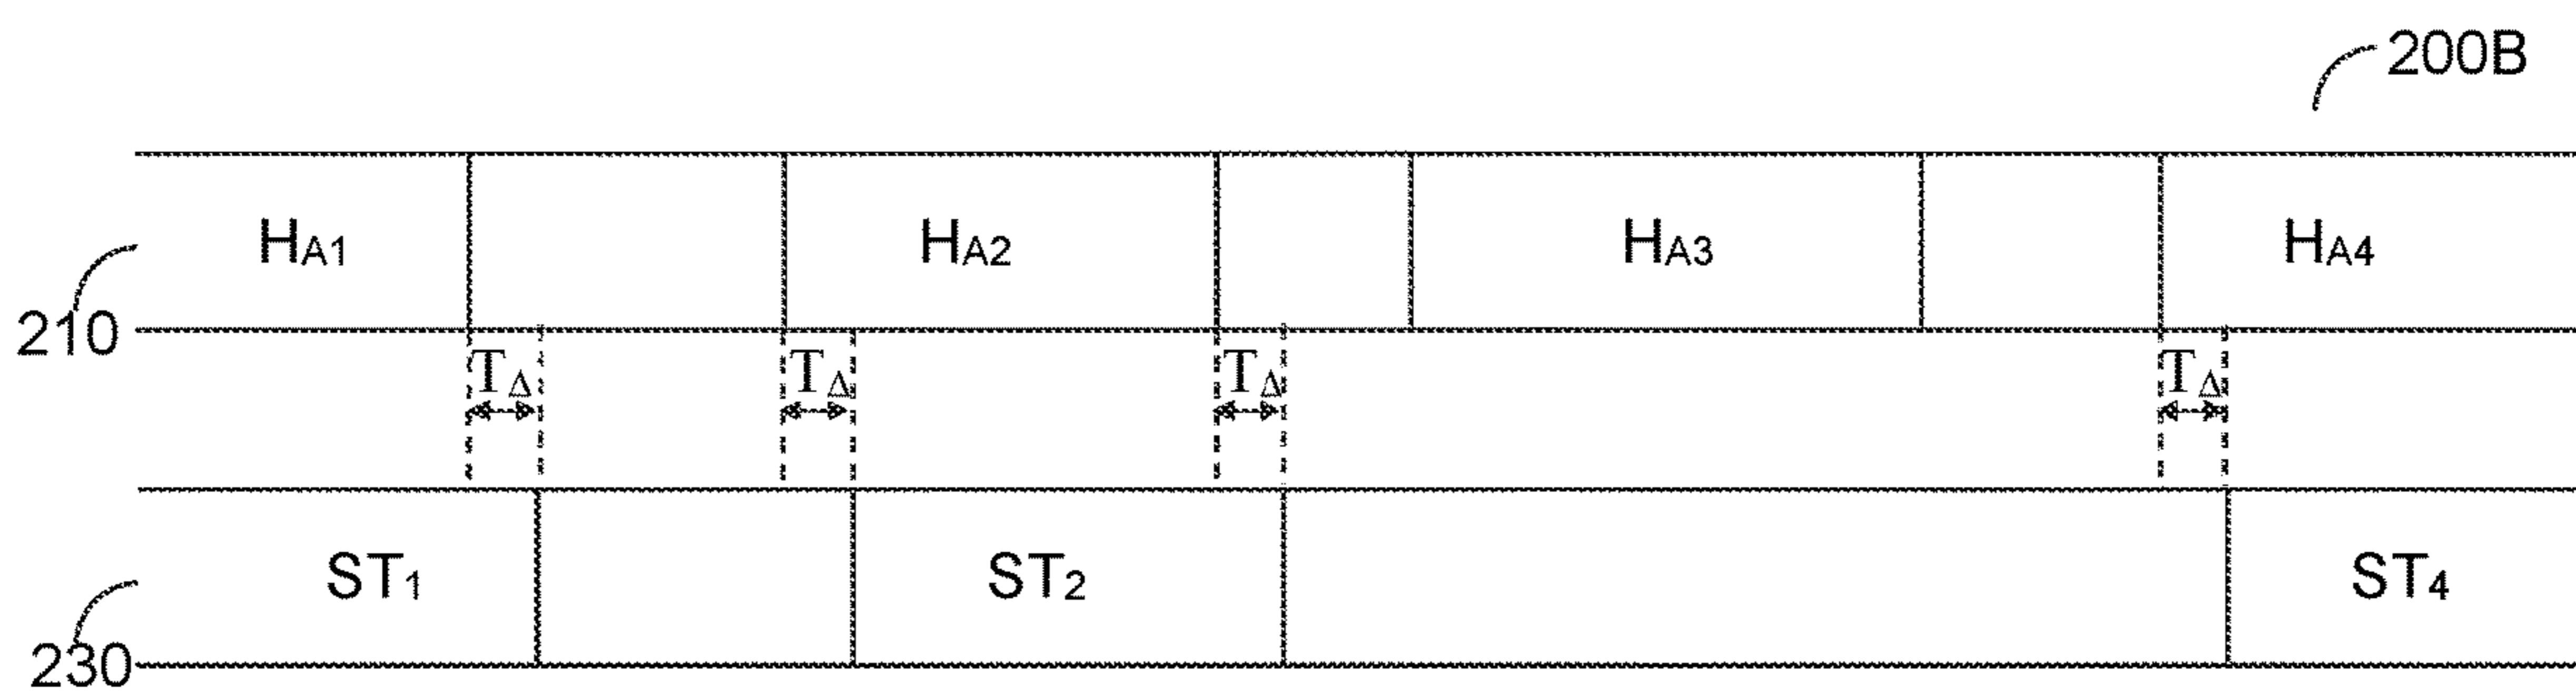 200B
HA1 HA2 HA3 HA4
210
TΔ TΔ TΔ TΔ
ST1 ST2 ST4
230